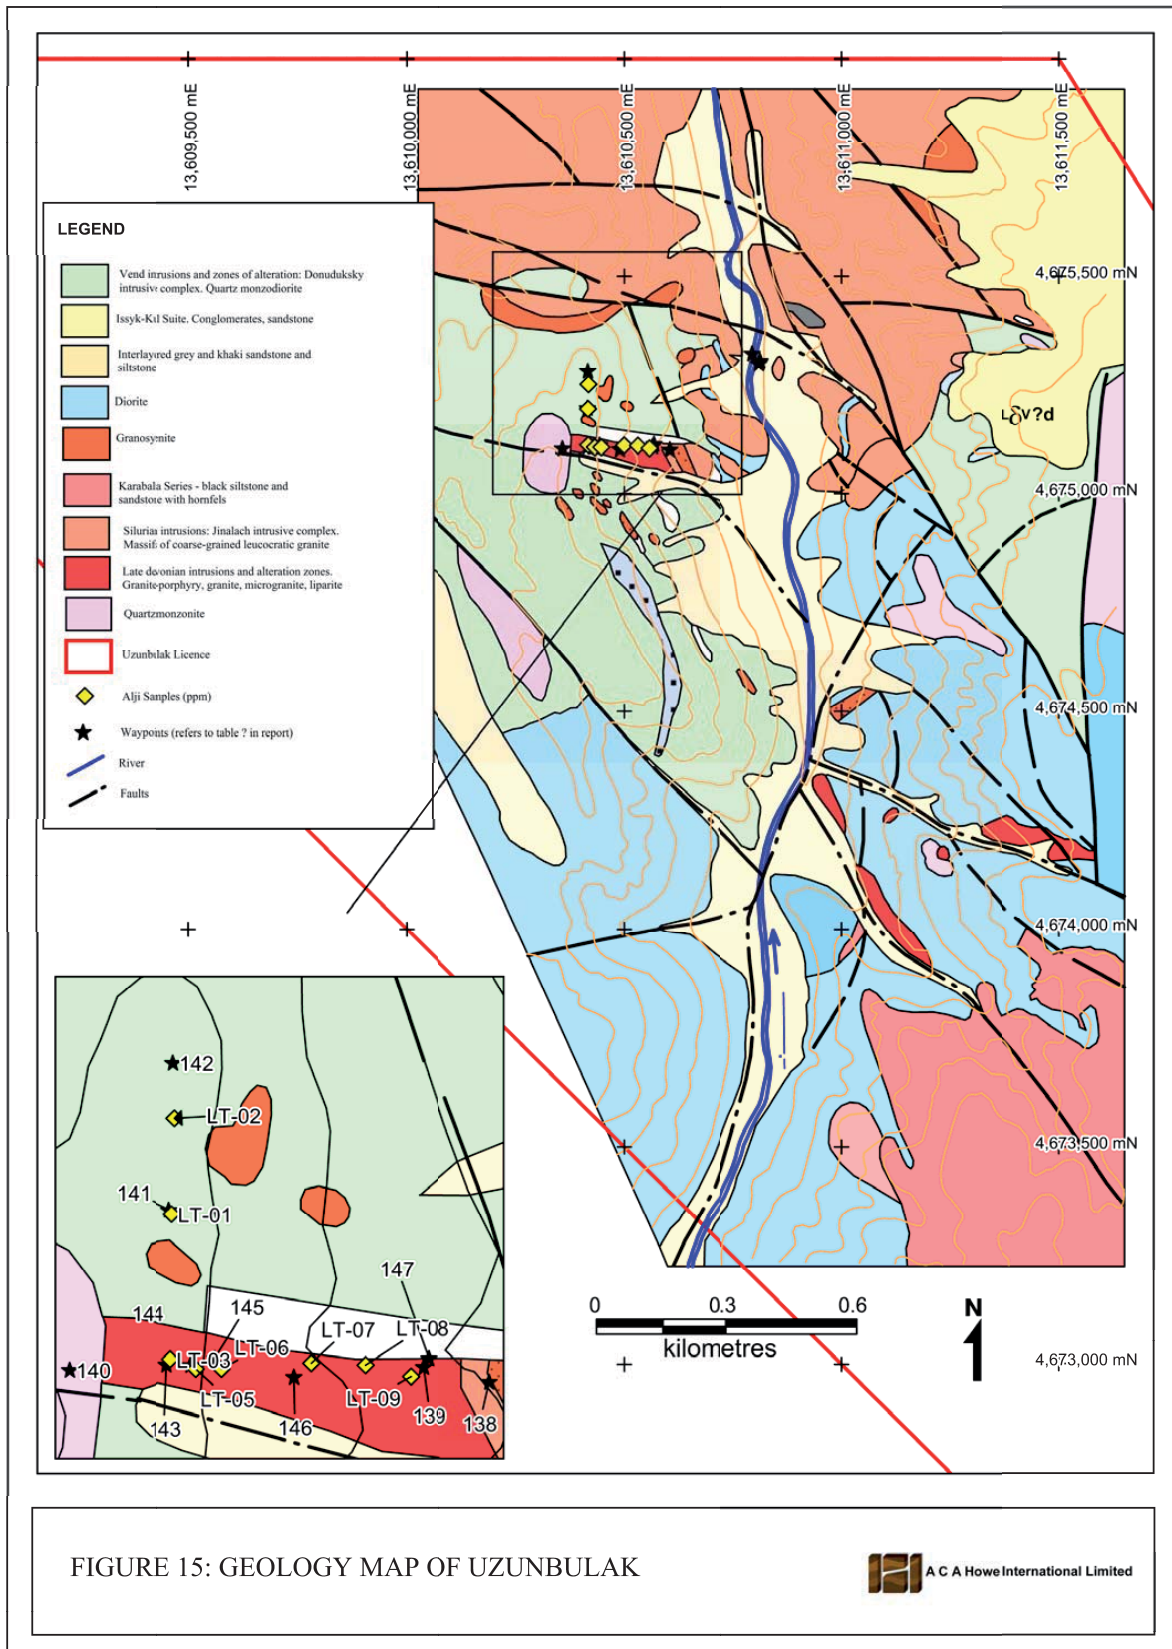 13,609,500 mE
13,610,000 mE
13,610,500 mE
13,611,000 mE
13,611,500 mE
LEGEND
Vend intrusions and zones of alteration: Donuduksky
intrusive complex. Quartz monzodiorite
Issyk-Kul Suite. Conglomerates, sandstone
Interlayered grey and khaki sandstone and
siltstone
Diorite
Granosyenite
Karabala Series - black siltstone and
sandstone with hornfels
Silurian intrusions: Jinalach intrusive complex.
Massif of coarse-grained leucocratic granite
Late devonian intrusions and alteration zones.
Granite-porphyry, granite, microgranite, liparite
Quartzmonzonite
Uzunbulak Licence
Alji Samples (ppm)
Waypoints (refers to table ? in report)
River
Faults
4,675,500 mN
LδV?d
4,675,000 mN
4,674,500 mN
4,674,000 mN
4,673,500 mN
4,673,000 mN
142
LT-02
141
LT-01
147
144
145
LT-07
LT-08
LT-06
LT-03
140
LT-05
LT-09
139
138
143
146
0
0.3
0.6
kilometres
N
FIGURE 15: GEOLOGY MAP OF UZUNBULAK
A C A Howe International Limited